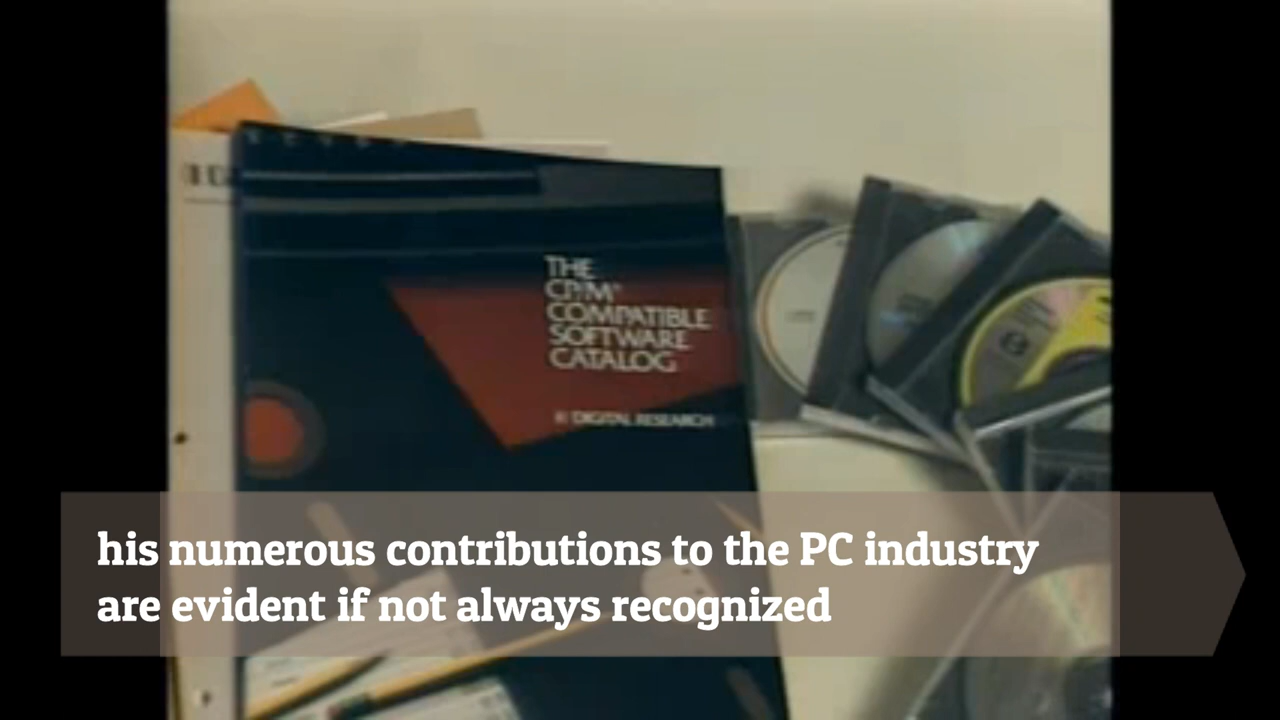 THE
CP/M®
COMPATIBLE
SOFTWARE
CATALOG
DIGITAL RESEARCH
his numerous contributions to the PC industry
are evident if not always recognized